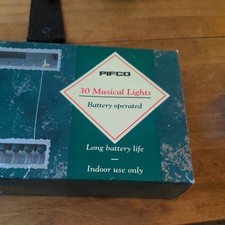 PIFCO
30 Musical Lights
Battery operated
Long battery life
Indoor use only